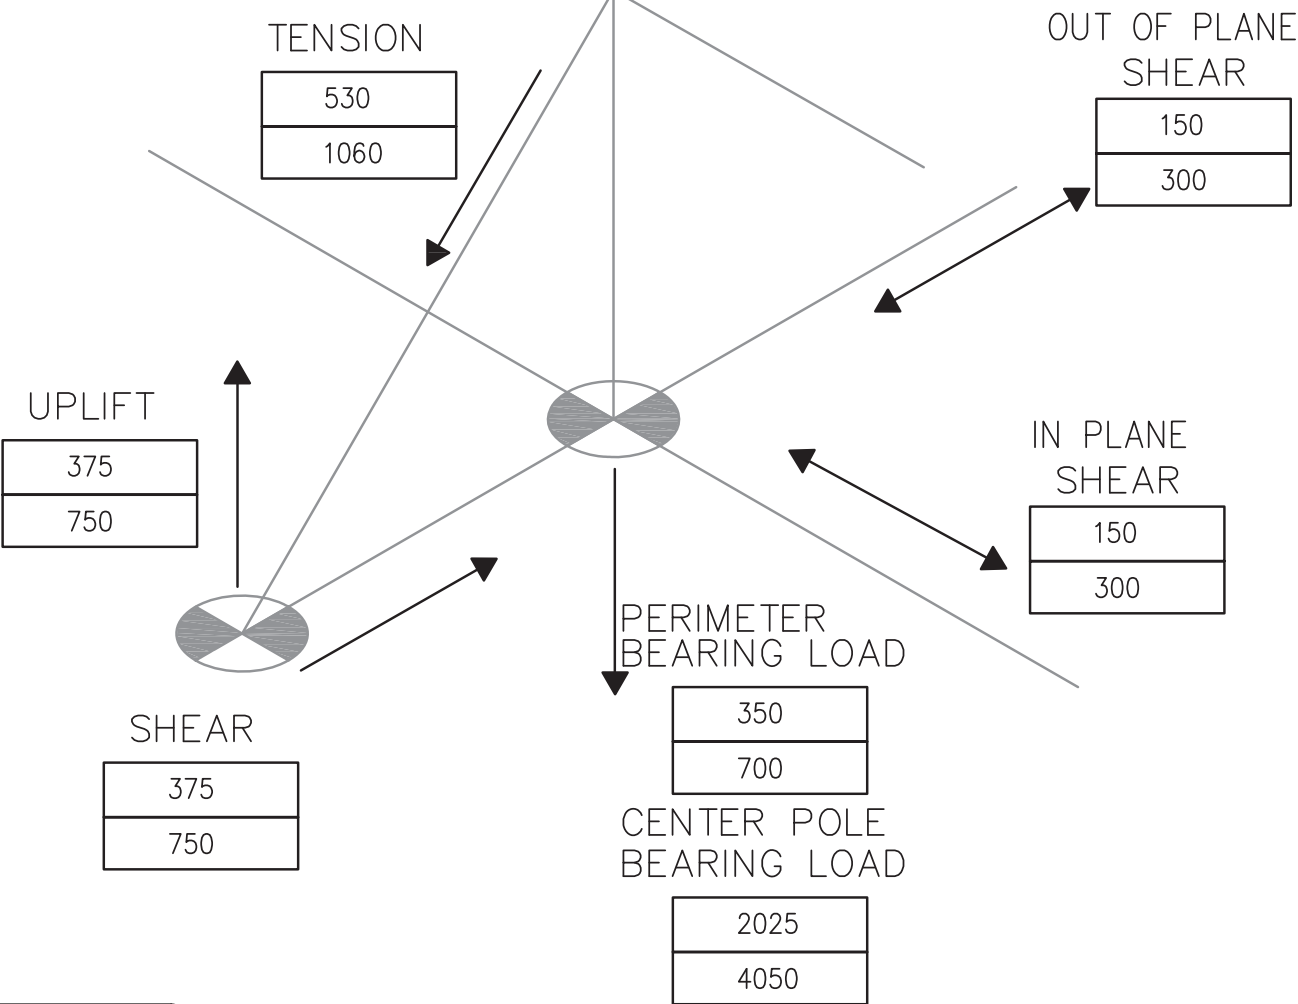 TENSION
530
1060
OUT OF PLANE
SHEAR
150
300
UPLIFT
375
750
IN PLANE
SHEAR
150
300
PERIMETER
BEARING LOAD
350
700
SHEAR
375
750
CENTER POLE
BEARING LOAD
2025
4050